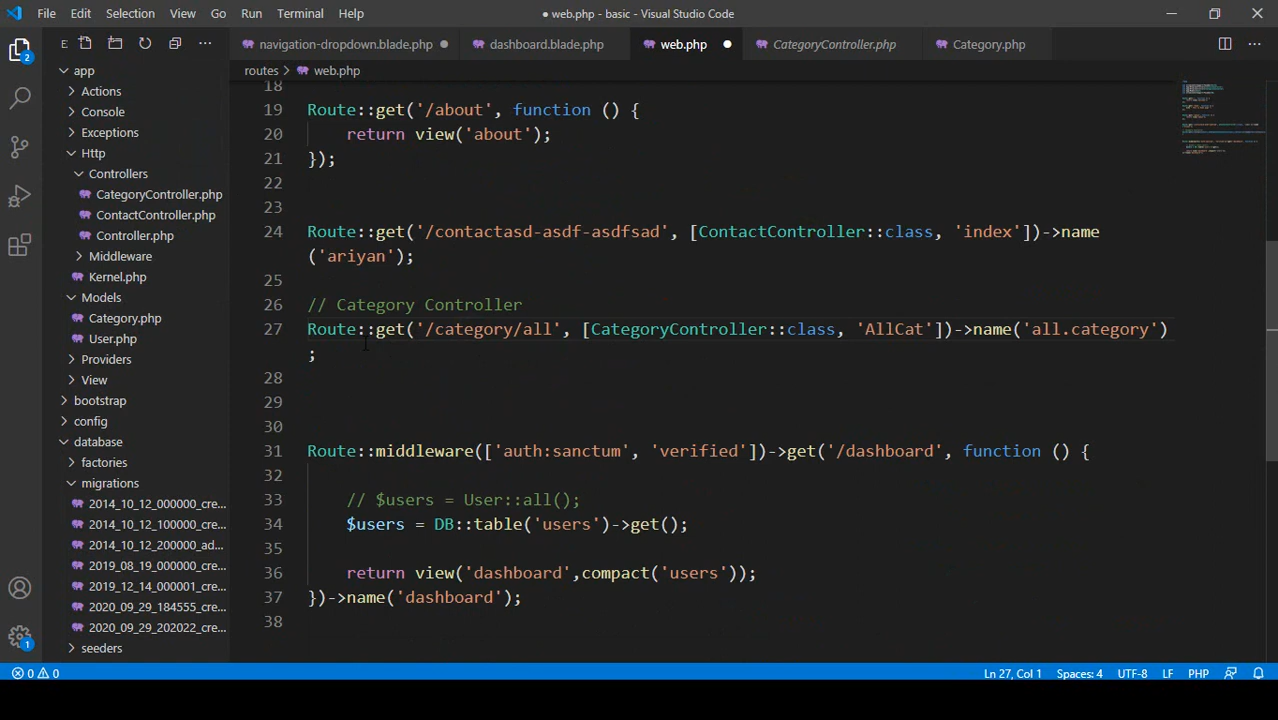 File Edit Selection View Go Run Terminal Help
● web.php - basic - Visual Studio Code
2
E
navigation-dropdown.blade.php
dashboard.blade.php
web.php
CategoryController.php
Category.php
routes > web.php
app
Actions
Console
Exceptions
Http
Controllers
CategoryController.php
ContactController.php
Controller.php
Middleware
Kernel.php
Models
Category.php
User.php
Providers
View
bootstrap
config
database
factories
migrations
2014_10_12_000000_cre...
2014_10_12_100000_cre...
2014_10_12_200000_ad...
2019_08_19_000000_cre...
2019_12_14_000001_cre...
2020_09_29_184555_cre...
2020_09_29_202022_cre...
seeders
18
19 Route::get('/about', function () {
20 return view('about');
21 });
22
23
24 Route::get('/contactasd-asdf-asdfsad', [ContactController::class, 'index'])->name
('ariyan');
25
26 // Category Controller
27 Route::get('/category/all', [CategoryController::class, 'AllCat'])->name('all.category')
;
28
29
30
31 Route::middleware(['auth:sanctum', 'verified'])->get('/dashboard', function () {
32
33 // $users = User::all();
34 $users = DB::table('users')->get();
35
36 return view('dashboard',compact('users'));
37 })->name('dashboard');
38
1
0 0
Ln 27, Col 1 Spaces: 4 UTF-8 LF PHP